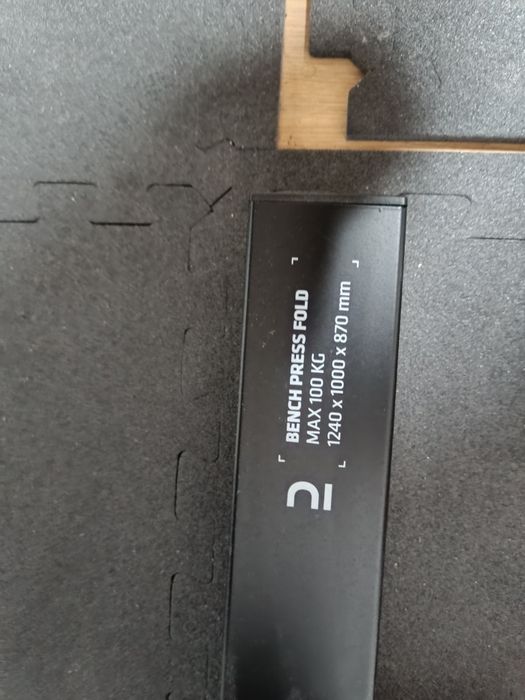 BENCH PRESS FOLD
MAX 100 KG
1240 x 1000 x 870 mm